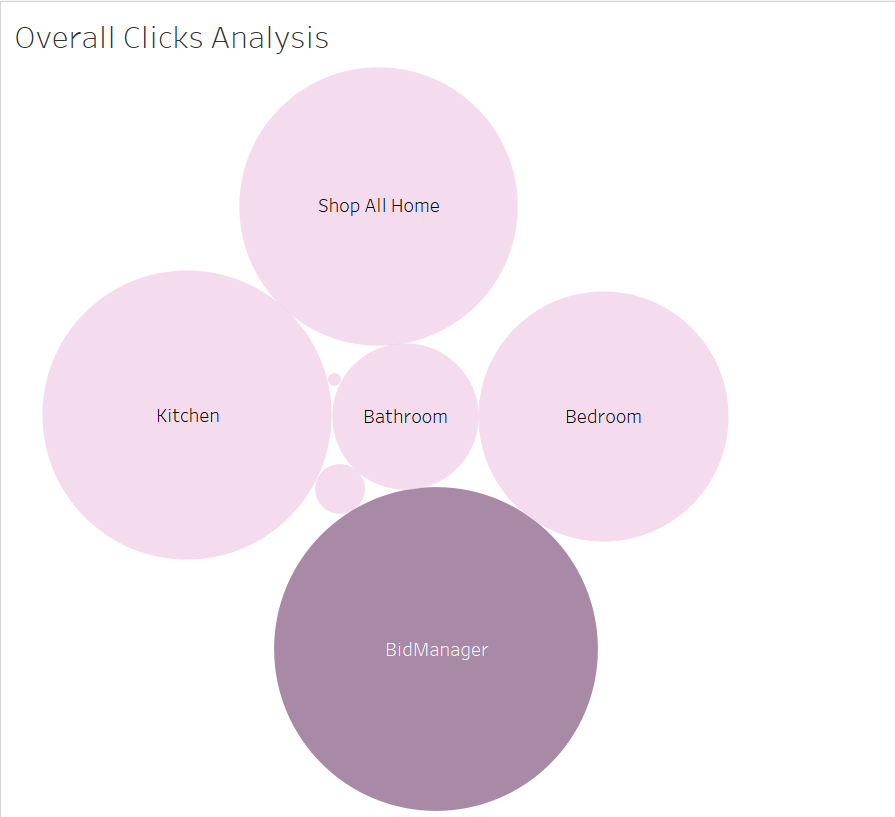 Overall Clicks Analysis
Shop All Home
Kitchen
Bathroom
Bedroom
BidManager